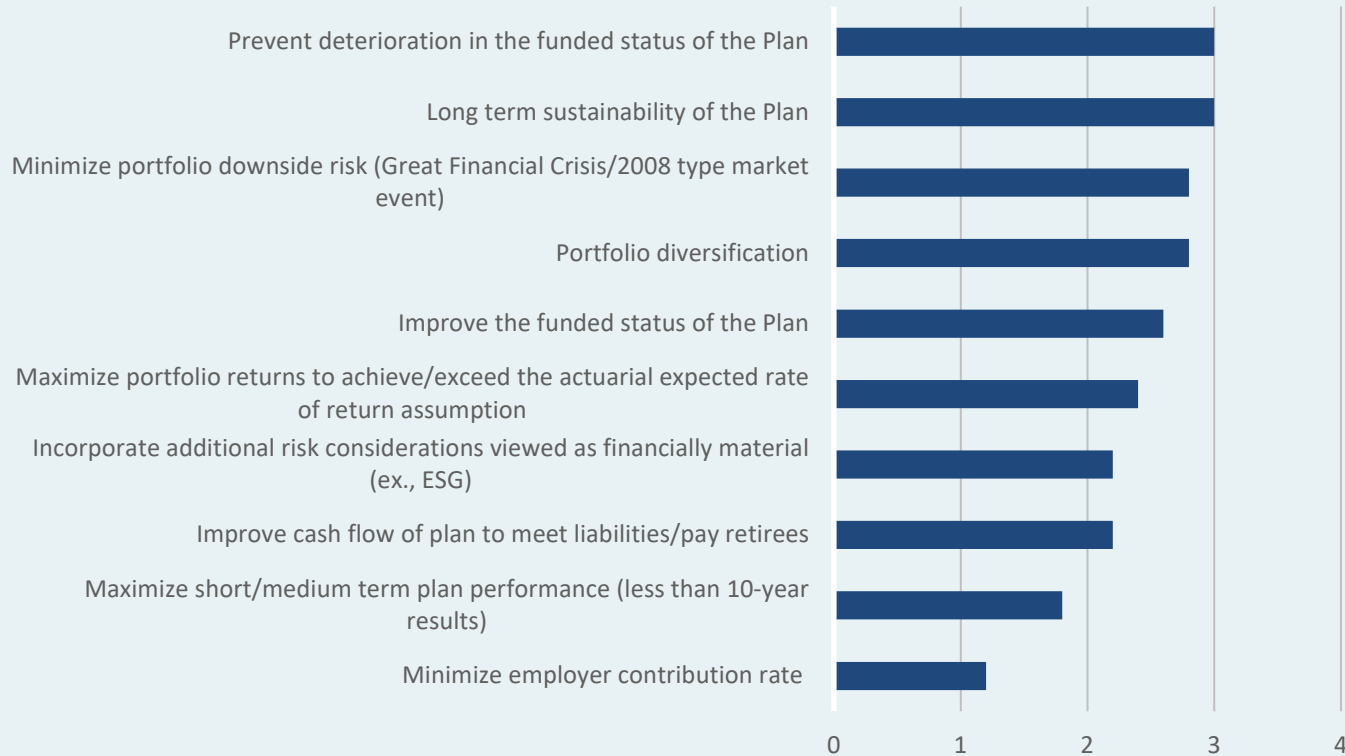 Prevent deterioration in the funded status of the Plan
Long term sustainability of the Plan
Minimize portfolio downside risk (Great Financial Crisis/2008 type market
event)
Portfolio diversification
Improve the funded status of the Plan
Maximize portfolio returns to achieve/exceed the actuarial expected rate
of return assumption
Incorporate additional risk considerations viewed as financially material
(ex., ESG)
Improve cash flow of plan to meet liabilities/pay retirees
Maximize short/medium term plan performance (less than 10-year
results)
Minimize employer contribution rate
0 1 2 3 4